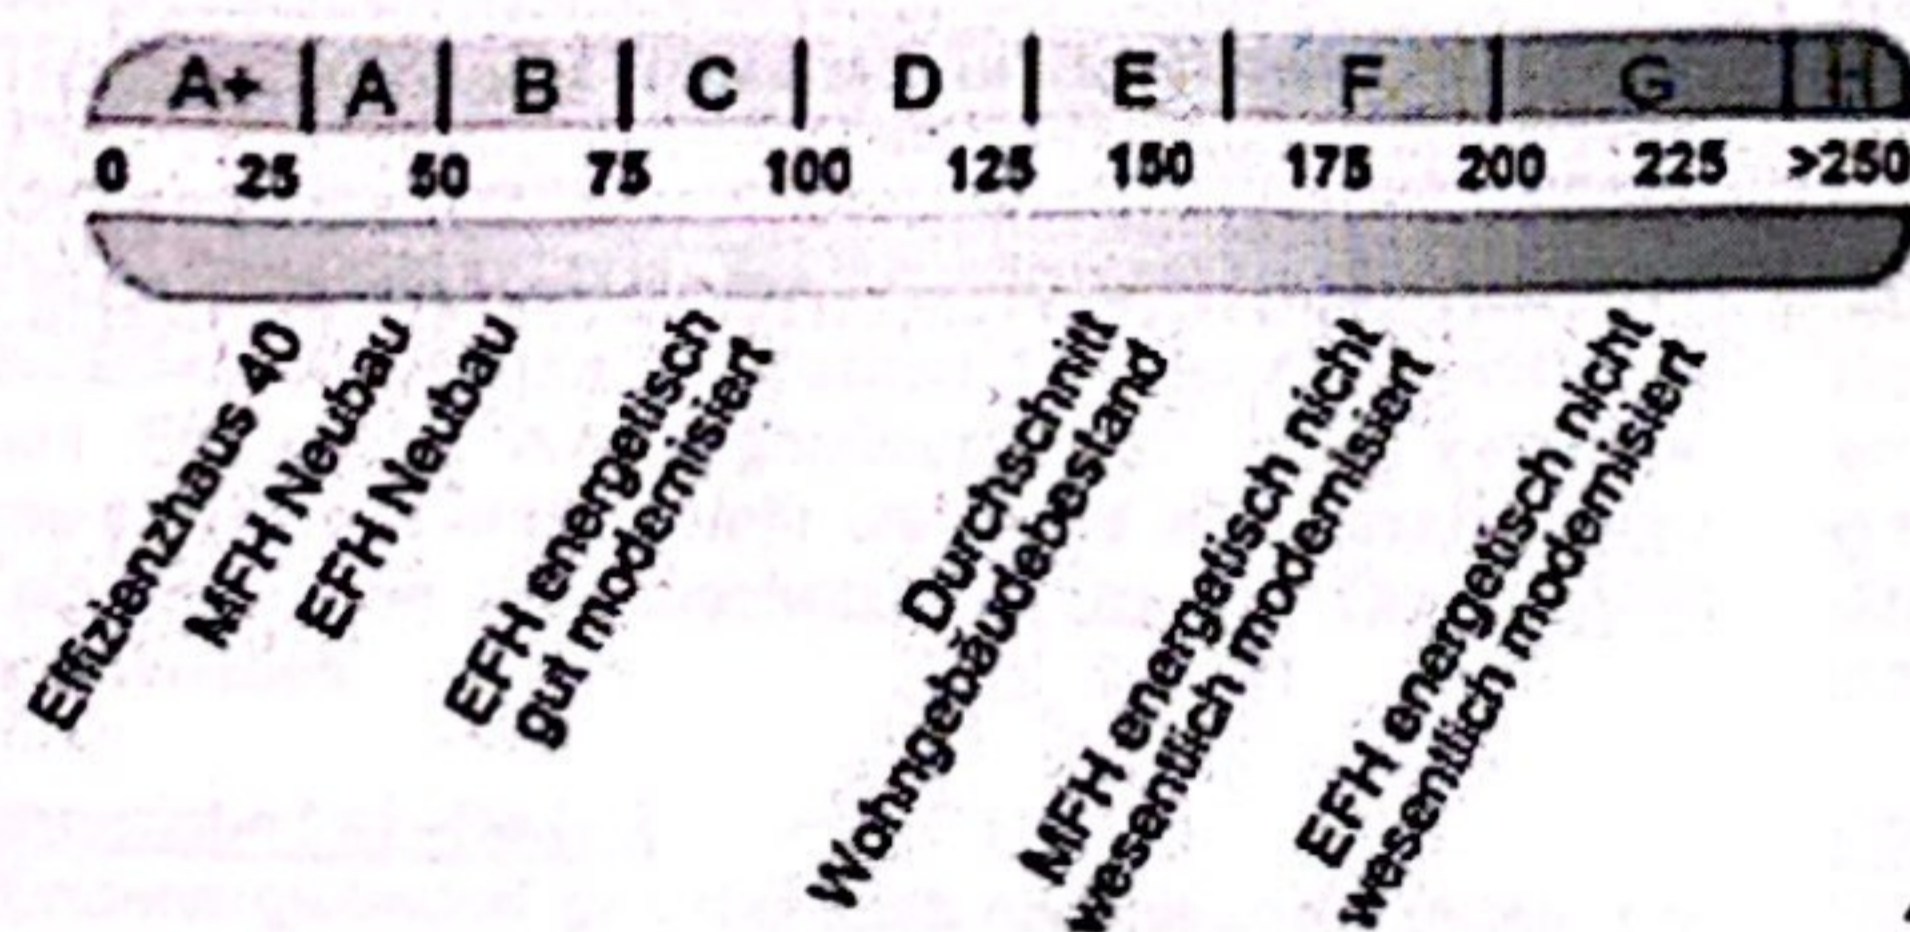 A+ A B C D E F G H
0 25 50 75 100 125 150 175 200 225 >250
Effizienzhaus 40
MFH Neubau
EFH Neubau
EFH energetisch
gut modernisiert
Durchschnitt
Wohngebäudebestand
MFH energetisch nicht
wesentlich modernisiert
EFH energetisch nicht
wesentlich modernisiert